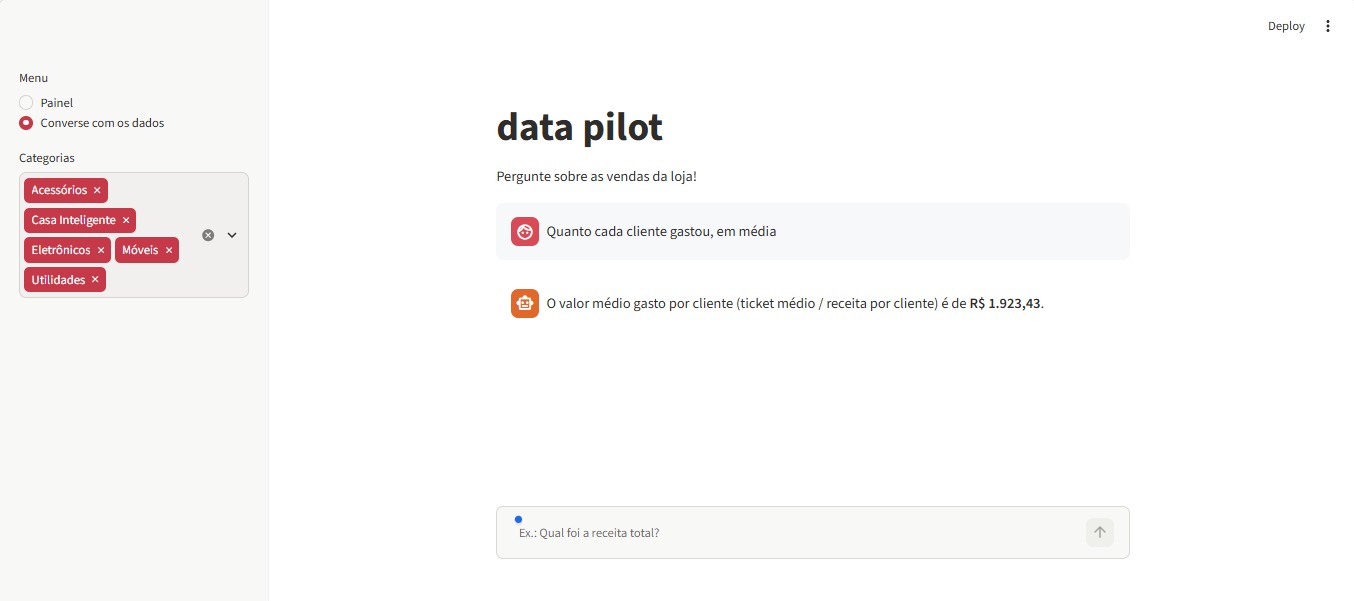 Deploy
Menu
Painel
Converse com os dados
Categorias
Acessórios ×
Casa Inteligente ×
Eletrônicos × Móveis ×
Utilidades ×
data pilot
Pergunte sobre as vendas da loja!
Quanto cada cliente gastou, em média
O valor médio gasto por cliente (ticket médio / receita por cliente) é de R$ 1.923,43.
Ex.: Qual foi a receita total?